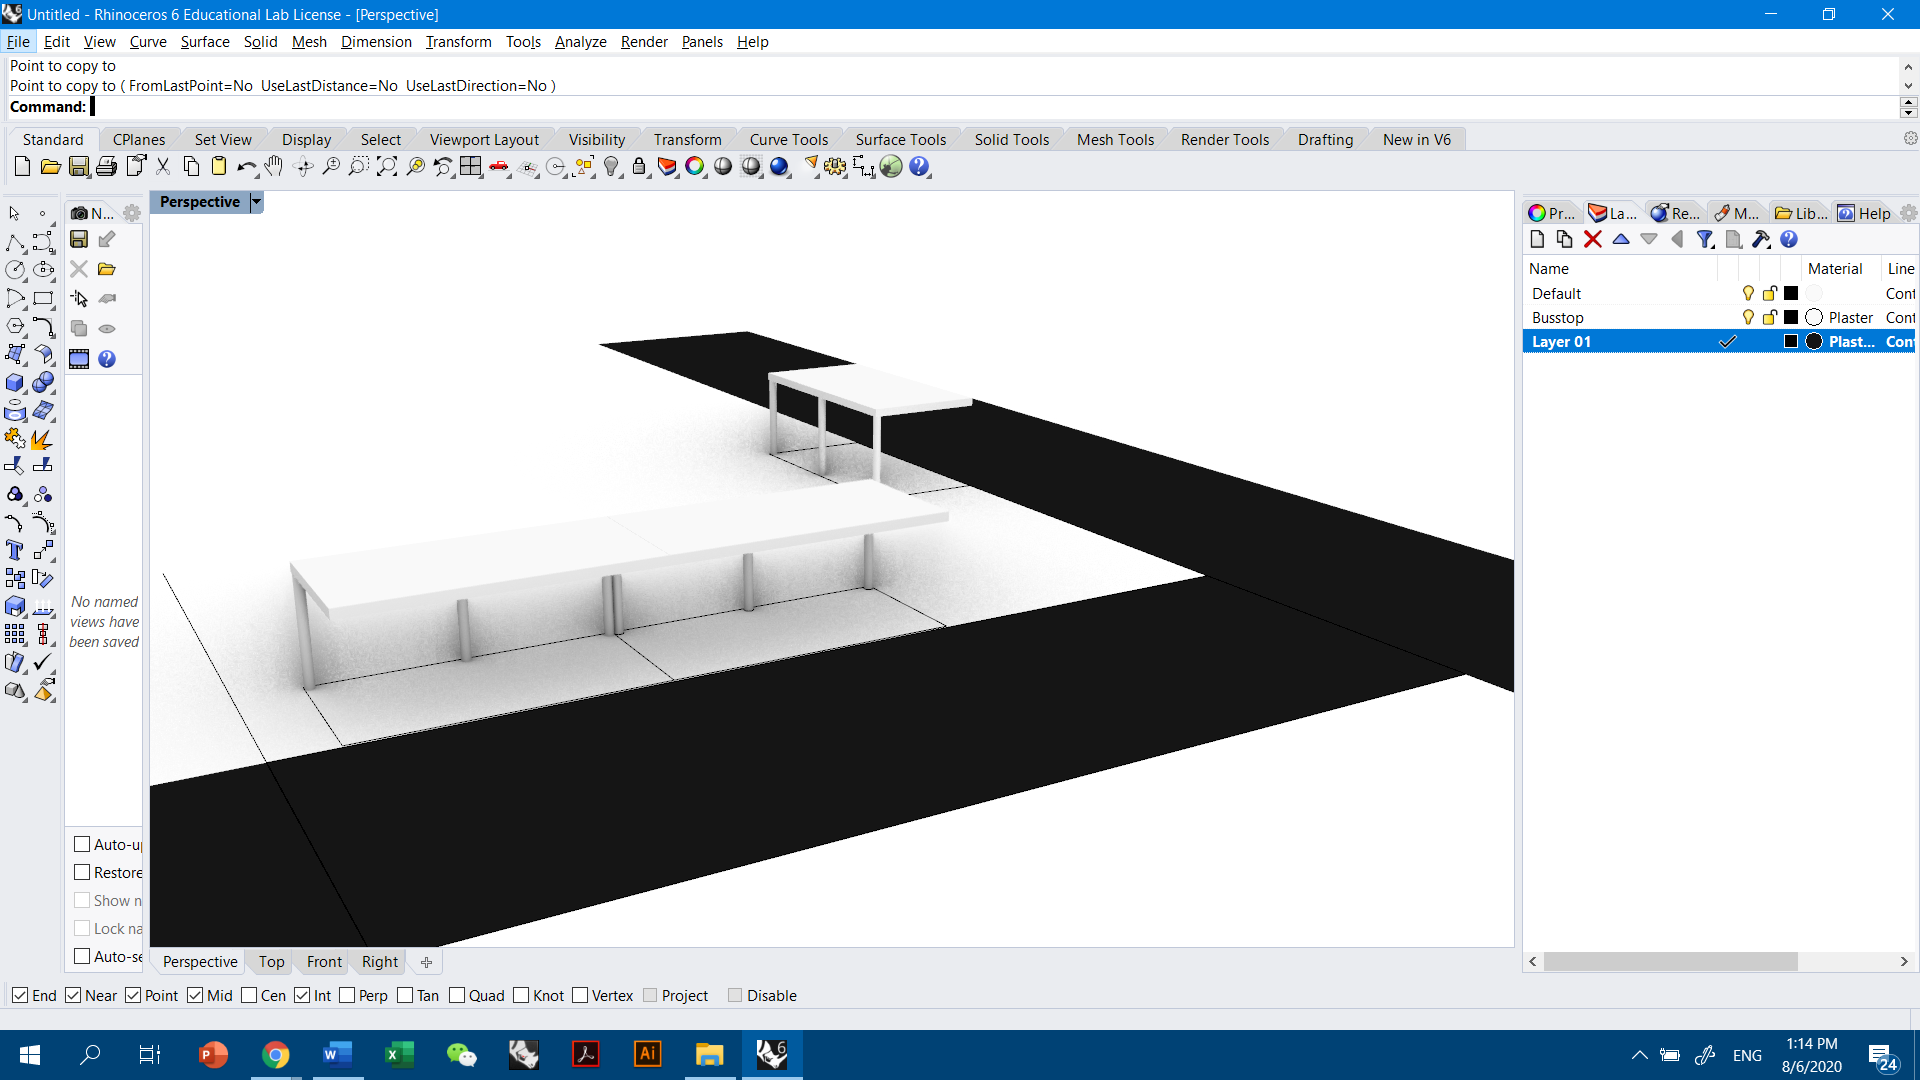 Untitled - Rhinoceros 6 Educational Lab License - [Perspective]
File Edit View Curve Surface Solid Mesh Dimension Transform Tools Analyze Render Panels Help
Point to copy to
Point to copy to ( FromLastPoint=No UseLastDistance=No UseLastDirection=No )
Command:
Standard CPlanes Set View Display Select Viewport Layout Visibility Transform Curve Tools Surface Tools Solid Tools Mesh Tools Render Tools Drafting New in V6
N...
Perspective
Pr... La... Re... M... Lib... Help
Name Material Line
Default Cont
Busstop Plaster Cont
Layer 01 Plast... Con
No named
views have
been saved
Auto-u
Restore
Show n
Lock na
Auto-se
Perspective Top Front Right
End Near Point Mid Cen Int Perp Tan Quad Knot Vertex Project Disable
ENG
1:14 PM
8/6/2020
24